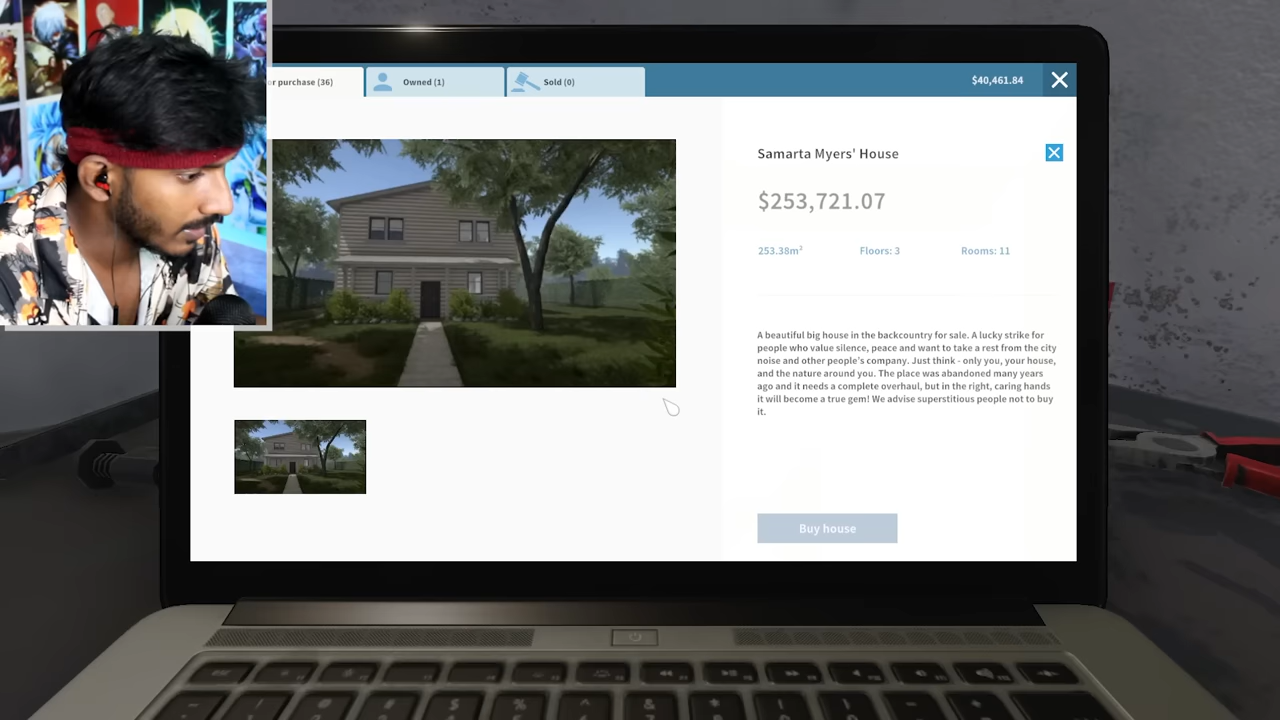 r purchase (36)
Owned (1)
Sold (0)
$40,461.84
Samarta Myers' House
$253,721.07
253.38m²
Floors: 3
Rooms: 11
A beautiful big house in the backcountry for sale. A lucky strike for
people who value silence, peace and want to take a rest from the city
noise and other people's company. Just think - only you, your house,
and the nature around you. The place was abandoned many years
ago and it needs a complete overhaul, but in the right, caring hands
it will become a true gem! We advise superstitious people not to buy
it.
Buy house